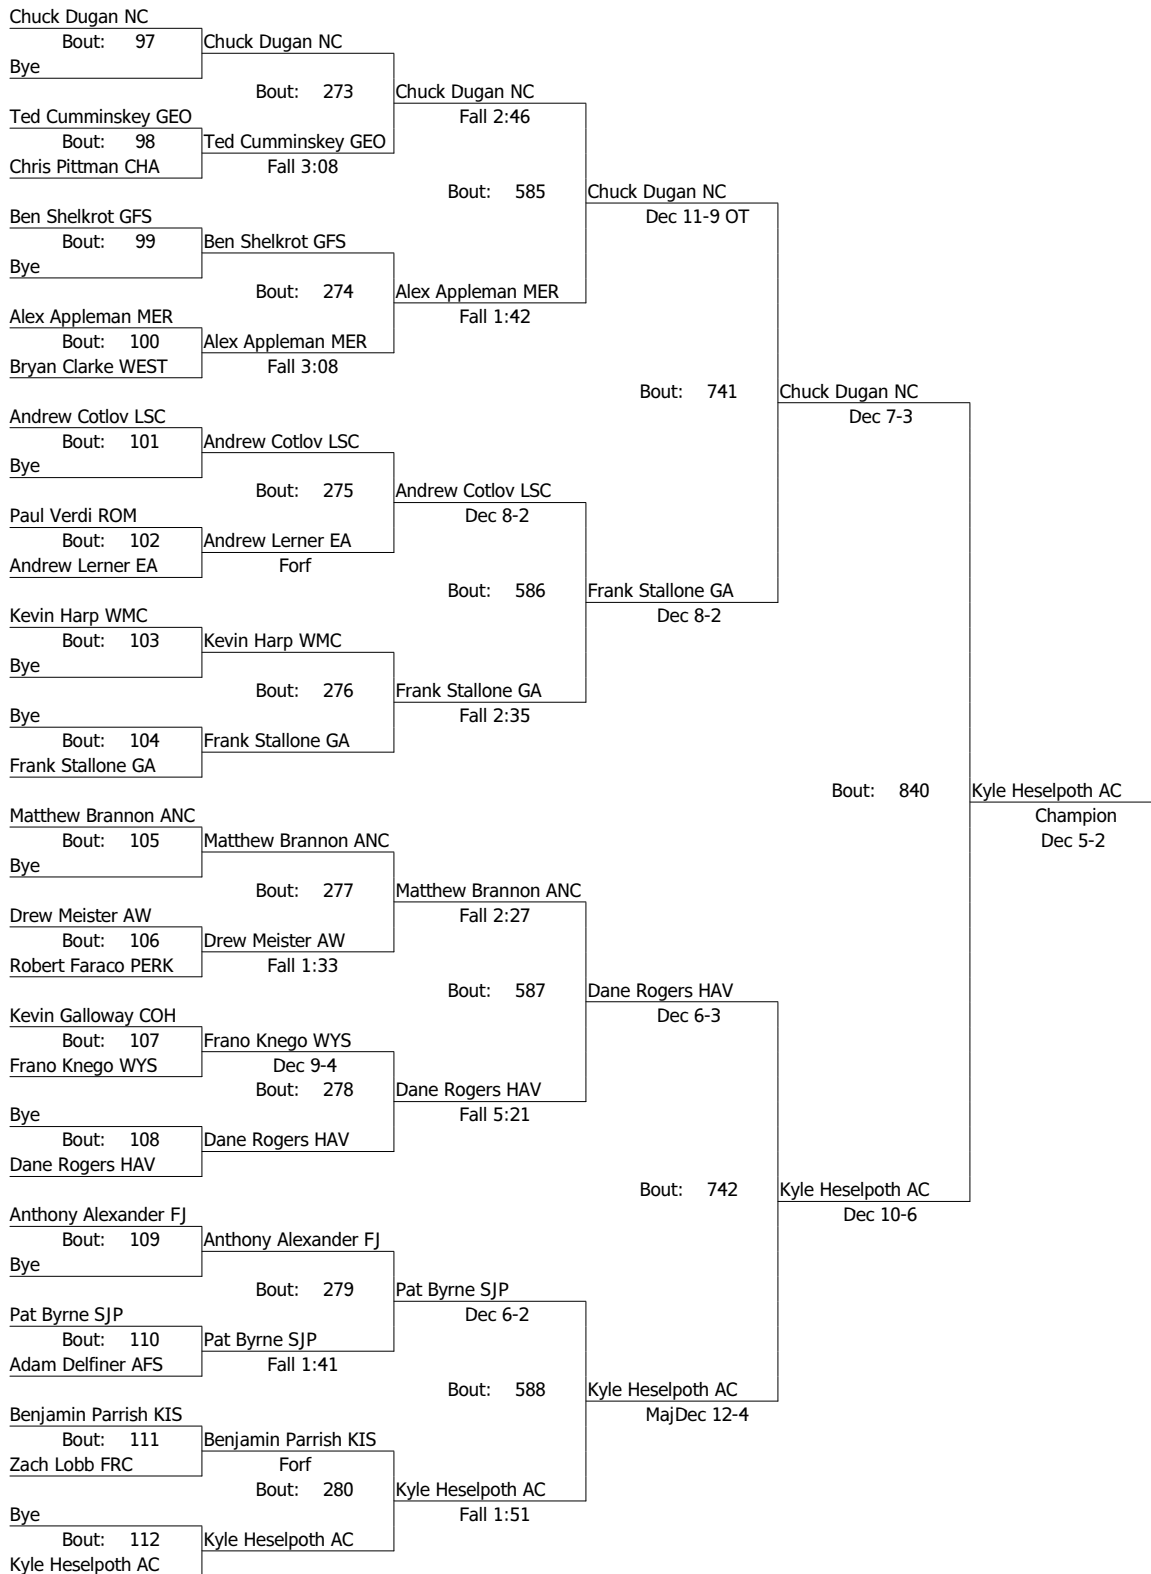 Chuck Dugan NC
Bout: 97 Chuck Dugan NC
Bye
Bout: 273 Chuck Dugan NC
Ted Cumminskey GEO Fall 2:46
Bout: 98 Ted Cumminskey GEO
Chris Pittman CHA Fall 3:08
Bout: 585 Chuck Dugan NC
Ben Shelkrot GFS Dec 11-9 OT
Bout: 99 Ben Shelkrot GFS
Bye
Bout: 274 Alex Appleman MER
Alex Appleman MER Fall 1:42
Bout: 100 Alex Appleman MER
Bryan Clarke WEST Fall 3:08
Bout: 741 Chuck Dugan NC
Andrew Cotlov LSC Dec 7-3
Bout: 101 Andrew Cotlov LSC
Bye
Bout: 275 Andrew Cotlov LSC
Paul Verdi ROM Dec 8-2
Bout: 102 Andrew Lerner EA
Andrew Lerner EA Forf
Bout: 586 Frank Stallone GA
Kevin Harp WMC Dec 8-2
Bout: 103 Kevin Harp WMC
Bye
Bout: 276 Frank Stallone GA
Bye Fall 2:35
Bout: 104 Frank Stallone GA
Frank Stallone GA
Bout: 840 Kyle Heselpoth AC
Matthew Brannon ANC Champion
Bout: 105 Matthew Brannon ANC Dec 5-2
Bye
Bout: 277 Matthew Brannon ANC
Drew Meister AW Fall 2:27
Bout: 106 Drew Meister AW
Robert Faraco PERK Fall 1:33
Bout: 587 Dane Rogers HAV
Kevin Galloway COH Dec 6-3
Bout: 107 Frano Knego WYS
Frano Knego WYS Dec 9-4
Bout: 278 Dane Rogers HAV
Bye Fall 5:21
Bout: 108 Dane Rogers HAV
Dane Rogers HAV
Bout: 742 Kyle Heselpoth AC
Anthony Alexander FJ Dec 10-6
Bout: 109 Anthony Alexander FJ
Bye
Bout: 279 Pat Byrne SJP
Pat Byrne SJP Dec 6-2
Bout: 110 Pat Byrne SJP
Adam Delfiner AFS Fall 1:41
Bout: 588 Kyle Heselpoth AC
Benjamin Parrish KIS MajDec 12-4
Bout: 111 Benjamin Parrish KIS
Zach Lobb FRC Forf
Bout: 280 Kyle Heselpoth AC
Bye Fall 1:51
Bout: 112 Kyle Heselpoth AC
Kyle Heselpoth AC